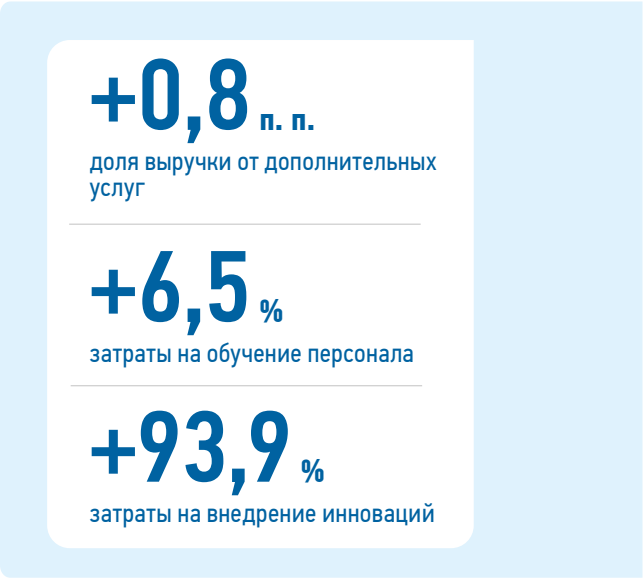 +0,8 п. п.
доля выручки от дополнительных
услуг
+6,5 %
затраты на обучение персонала
+93,9 %
затраты на внедрение инноваций